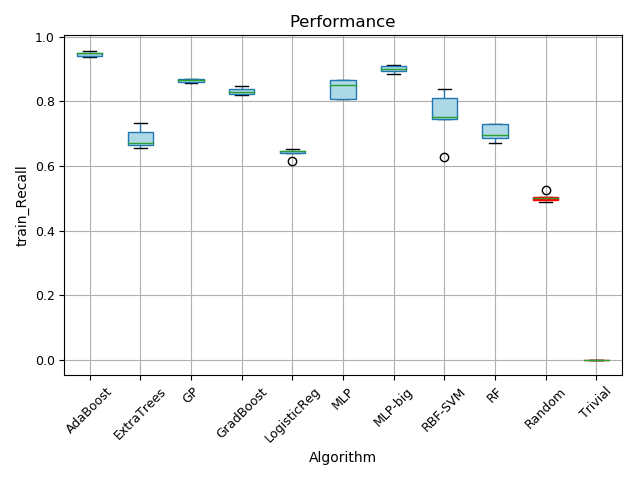 Performance
train_Recall
1.0
0.8
0.6
0.4
0.2
0.0
AdaBoost
ExtraTrees
GP
GradBoost
LogisticReg
MLP
MLP-big
RBF-SVM
RF
Random
Trivial
Algorithm